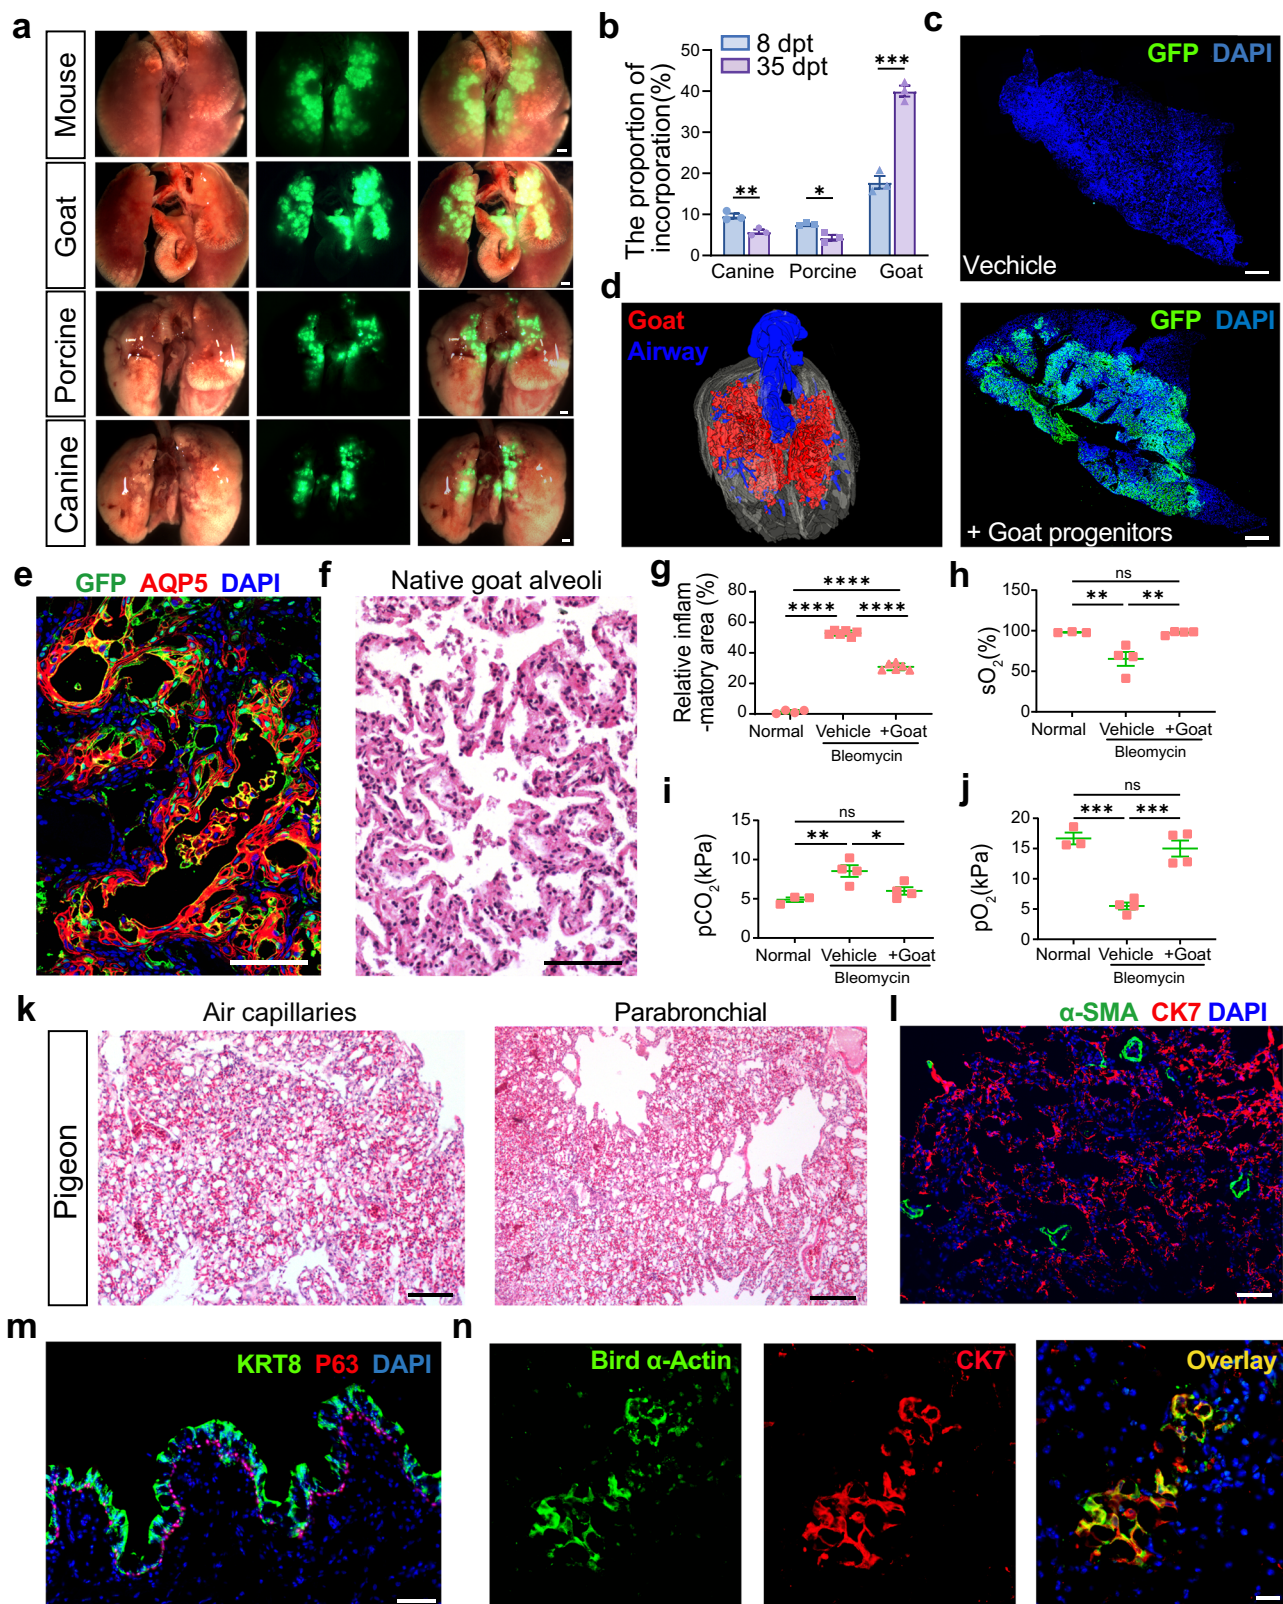 a
Mouse
Goat
Porcine
Canine
b
8 dpt
35 dpt
The proportion of
incorporation(%)
50
40
30
20
10
0
**
*
***
Canine Porcine Goat
c
GFP DAPI
Vechicle
GFP DAPI
+ Goat progenitors
d
Goat
Airway
e
GFP AQP5 DAPI
f
Native goat alveoli
g
Relative inflam
-matory area (%)
80
60
40
20
0
****
**** ****
Normal Vehicle +Goat
Bleomycin
h
sO2(%)
150
100
50
0
ns
** **
Normal Vehicle +Goat
Bleomycin
i
pCO2(kPa)
15
10
5
0
ns
** *
Normal Vehicle +Goat
Bleomycin
j
pO2(kPa)
20
15
10
5
0
ns
*** ***
Normal Vehicle +Goat
Bleomycin
k
Pigeon
Air capillaries
Parabronchial
l
α-SMA CK7 DAPI
m
KRT8 P63 DAPI
n
Bird α-Actin
CK7
Overlay